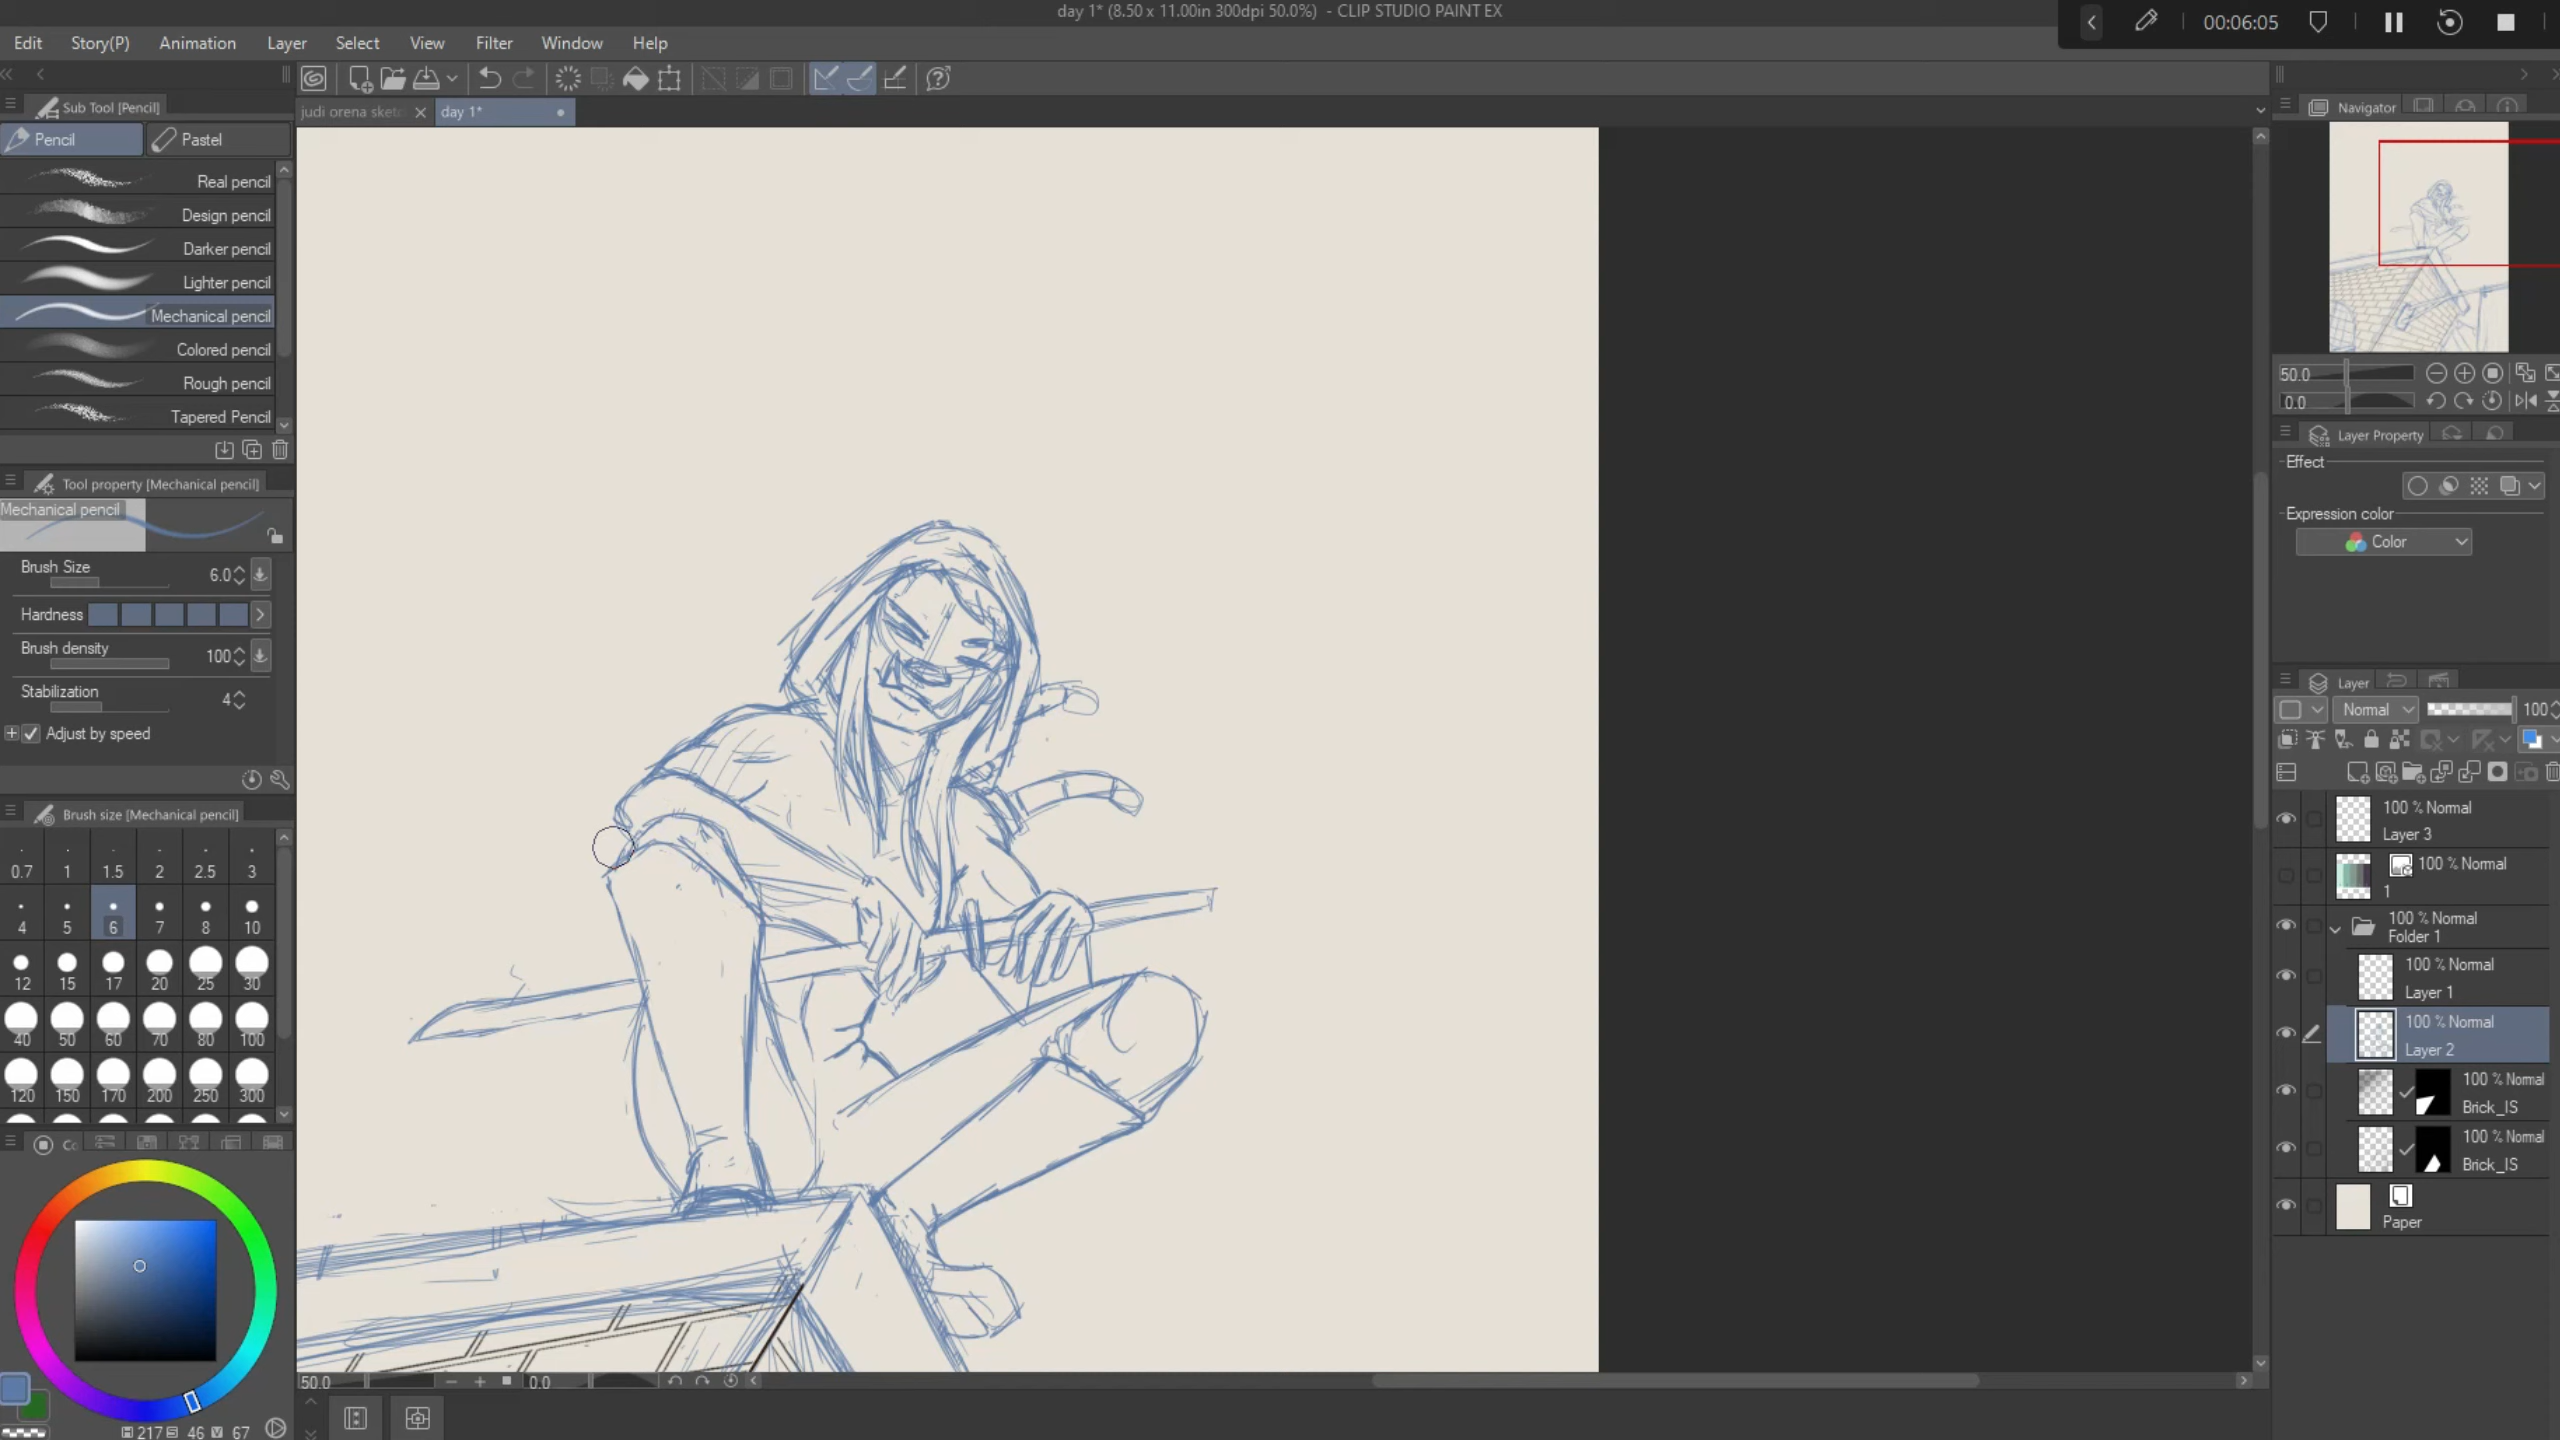 day 1* (8.50 x 11.00in 300dpi 50.0%) - CLIP STUDIO PAINT EX
00:06:05
Edit Story(P) Animation Layer Select View Filter Window Help
Sub Tool [Pencil]
judi orena sketc
day 1*
Navigator
Pencil
Pastel
Real pencil
Design pencil
Darker pencil
Lighter pencil
Mechanical pencil
Colored pencil
Rough pencil
Tapered Pencil
Tool property [Mechanical pencil]
Mechanical pencil
Brush Size 6.0
Hardness
Brush density 100
Stabilization 4
Adjust by speed
Brush size [Mechanical pencil]
0.7 1 1.5 2 2.5 3
4 5 6 7 8 10
12 15 17 20 25 30
40 50 60 70 80 100
120 150 170 200 250 300
217 46 67
50.0
0.0
50.0
0.0
Layer Property
Effect
Expression color
Color
Layer
Normal 100
100 % Normal
Layer 3
100 % Normal
1
100 % Normal
Folder 1
100 % Normal
Layer 1
100 % Normal
Layer 2
100 % Normal
Brick_IS
100 % Normal
Brick_IS
Paper